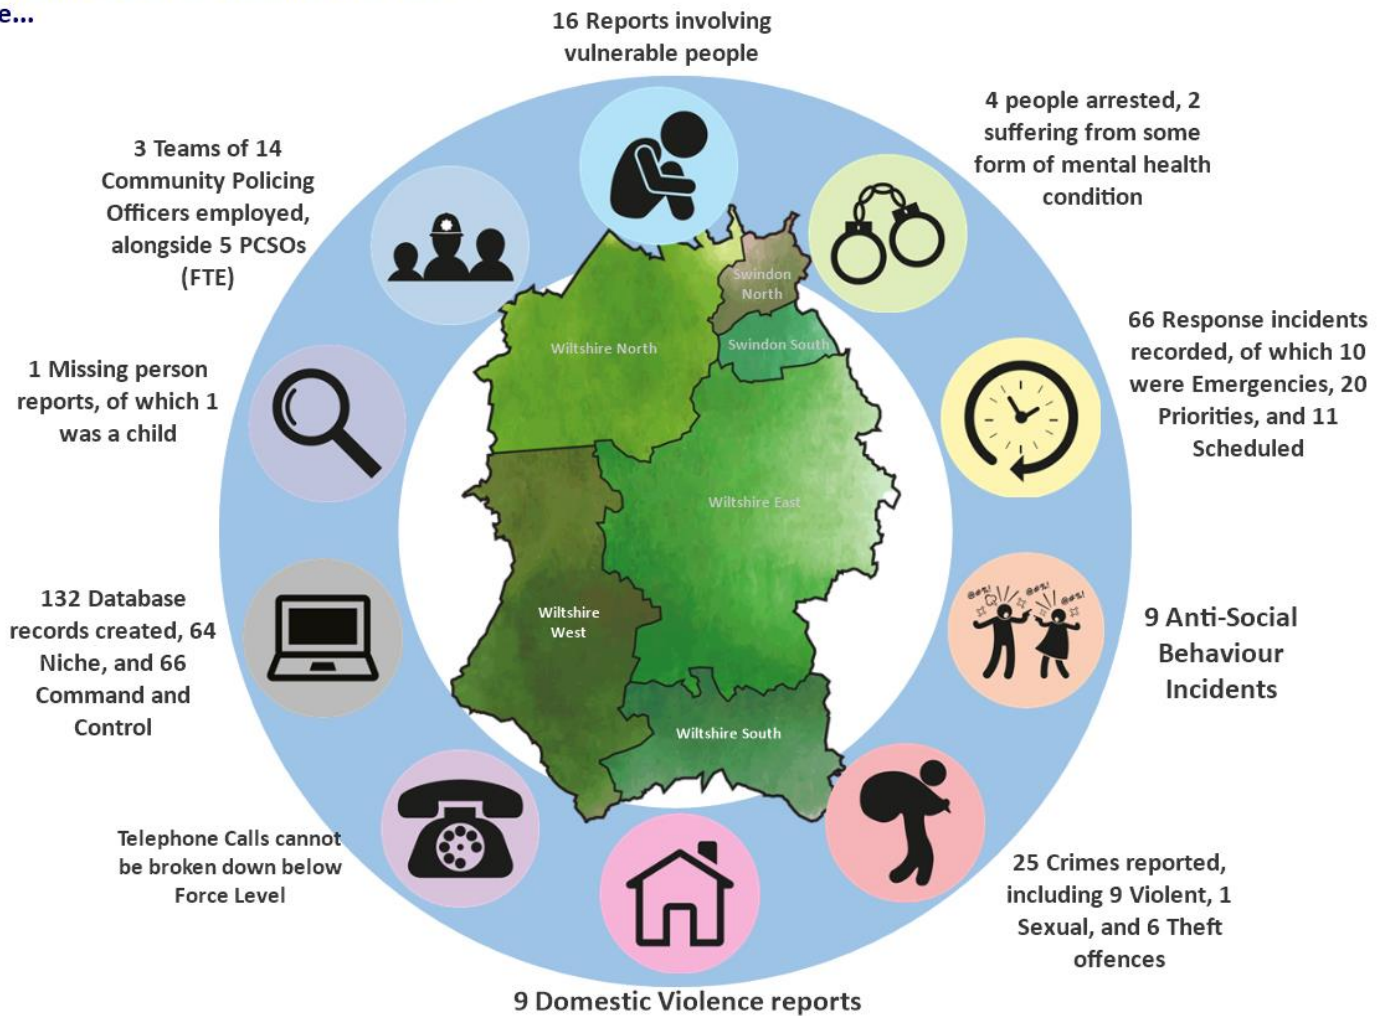 e...
16 Reports involving
vulnerable people
4 people arrested, 2
suffering from some
form of mental health
condition
3 Teams of 14
Community Policing
Officers employed,
alongside 5 PCSOs
(FTE)
66 Response incidents
recorded, of which 10
were Emergencies, 20
Priorities, and 11
Scheduled
1 Missing person
reports, of which 1
was a child
9 Anti-Social
Behaviour
Incidents
132 Database
records created, 64
Niche, and 66
Command and
Control
25 Crimes reported,
including 9 Violent, 1
Sexual, and 6 Theft
offences
Telephone Calls cannot
be broken down below
Force Level
9 Domestic Violence reports
Swindon
North
Swindon South
Wiltshire North
Wiltshire East
Wiltshire
West
Wiltshire South
@#%!
@#%!
@#%!